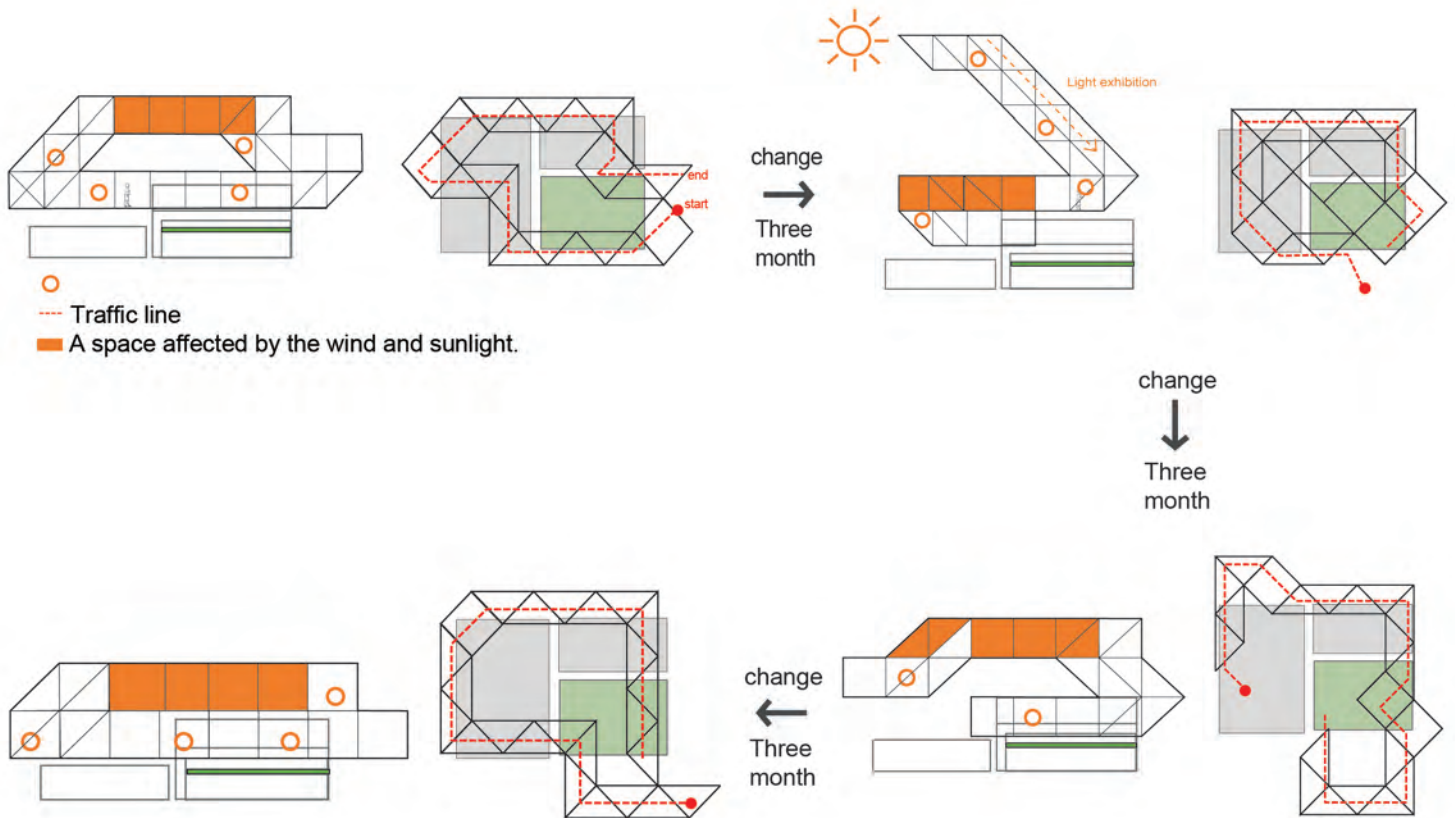 Light exhibition
change
Three
month
end
start
Traffic line
A space affected by the wind and sunlight.
change
Three
month
change
Three
month